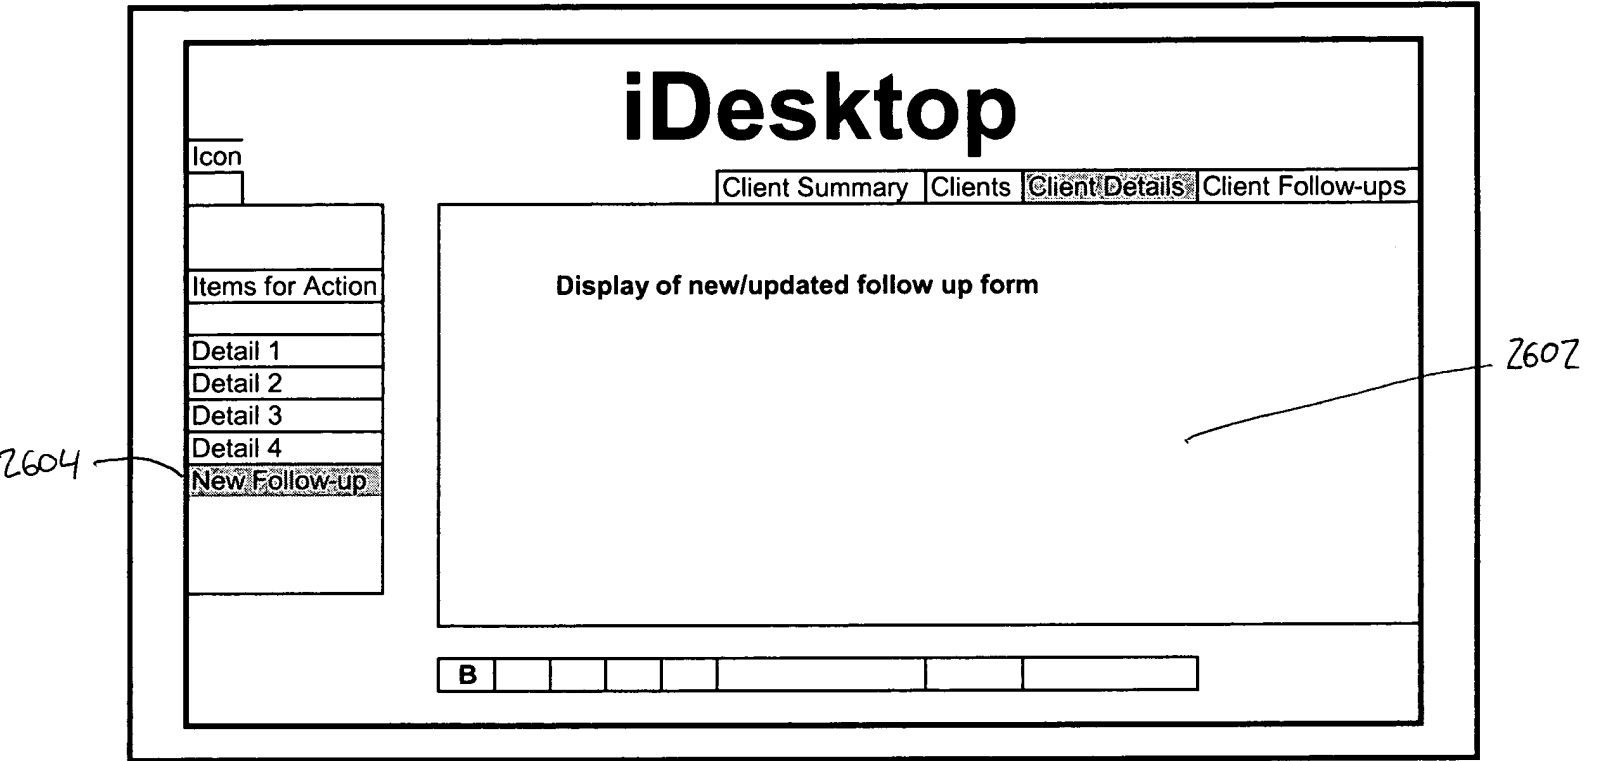 iDesktop
Icon
Client Summary Clients Client Details Client Follow-ups
Items for Action
Display of new/updated follow up form
Detail 1
2602
Detail 2
Detail 3
Detail 4
2604
New Follow-up
B